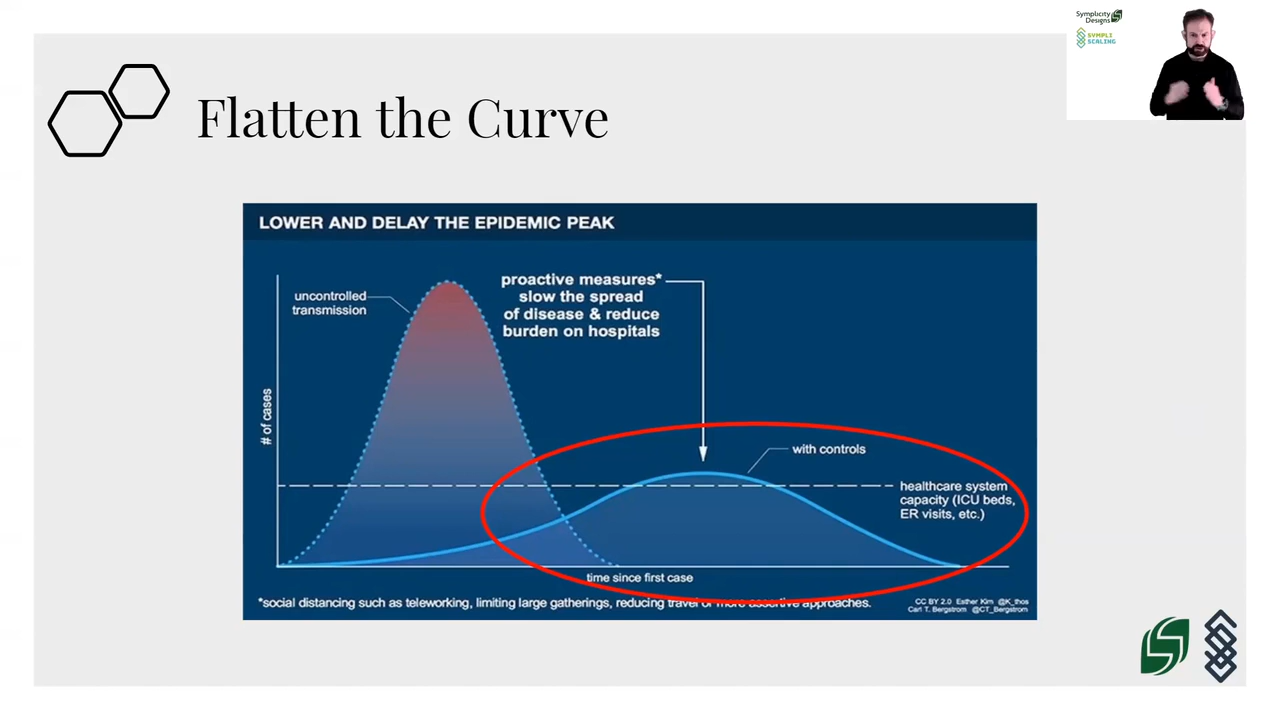 Symplicity
Designs
SYMPLI
SCALING
Flatten the Curve
LOWER AND DELAY THE EPIDEMIC PEAK
uncontrolled
transmission
proactive measures*
slow the spread
of disease & reduce
burden on hospitals
# of cases
with controls
healthcare system
capacity (ICU beds,
ER visits, etc.)
time since first case
*social distancing such as teleworking, limiting large gatherings, reducing travel or more assertive approaches.
CC BY 2.0 Esther Kim @K_thos
Carl T. Bergstrom @CT_Bergstrom